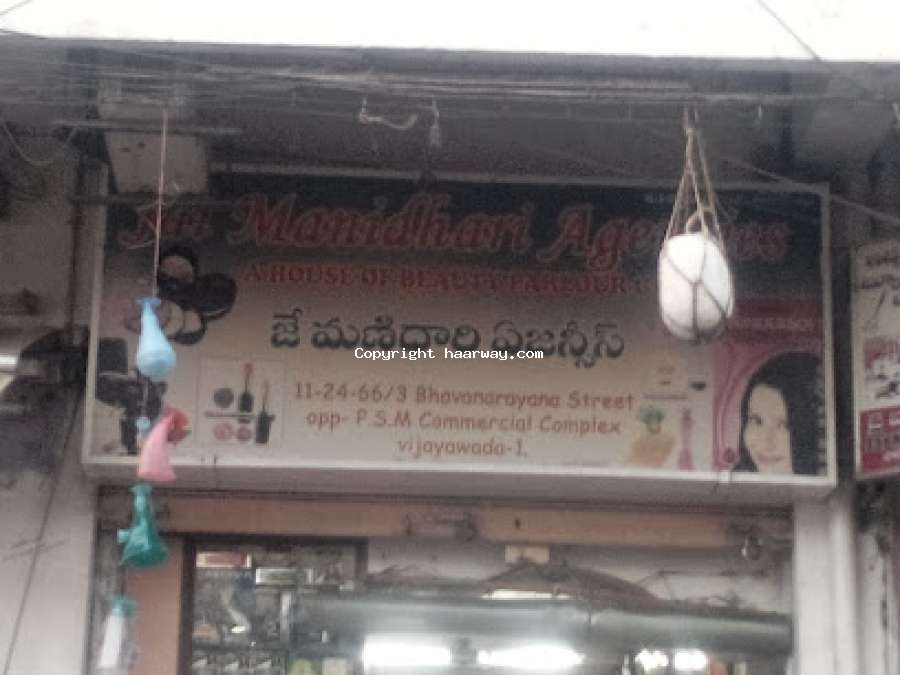 Manidhari Agencies
A HOUSE OF BEAUTY PARLOUR
జే మణిధారి ఏజన్సీస్
Copyright haarway.com
11-24-66/3 Bhavanarayana Street
opp- P.S.M Commercial Complex
vijayawada-1.